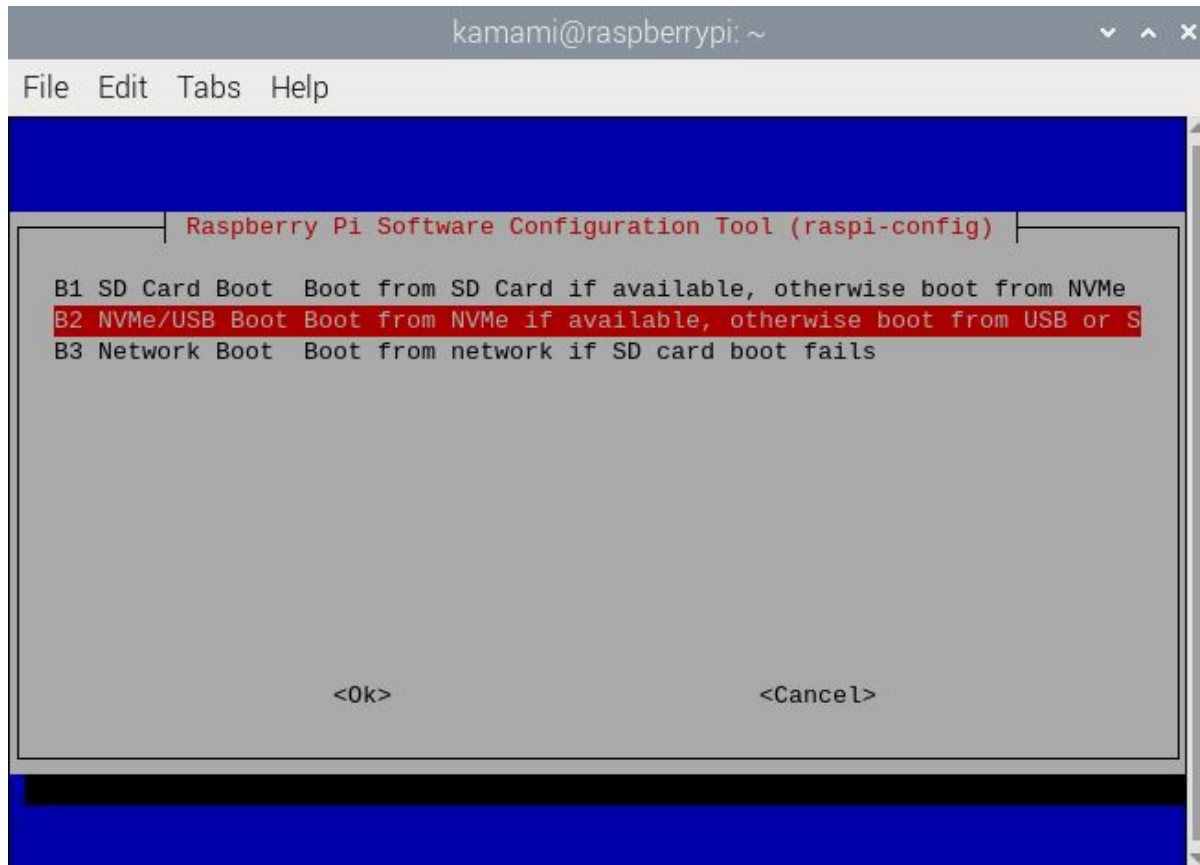 kamami@raspberrypi: ~
File Edit Tabs Help
Raspberry Pi Software Configuration Tool (raspi-config)
B1 SD Card Boot Boot from SD Card if available, otherwise boot from NVMe
B2 NVMe/USB Boot Boot from NVMe if available, otherwise boot from USB or S
B3 Network Boot Boot from network if SD card boot fails
<Ok> <Cancel>